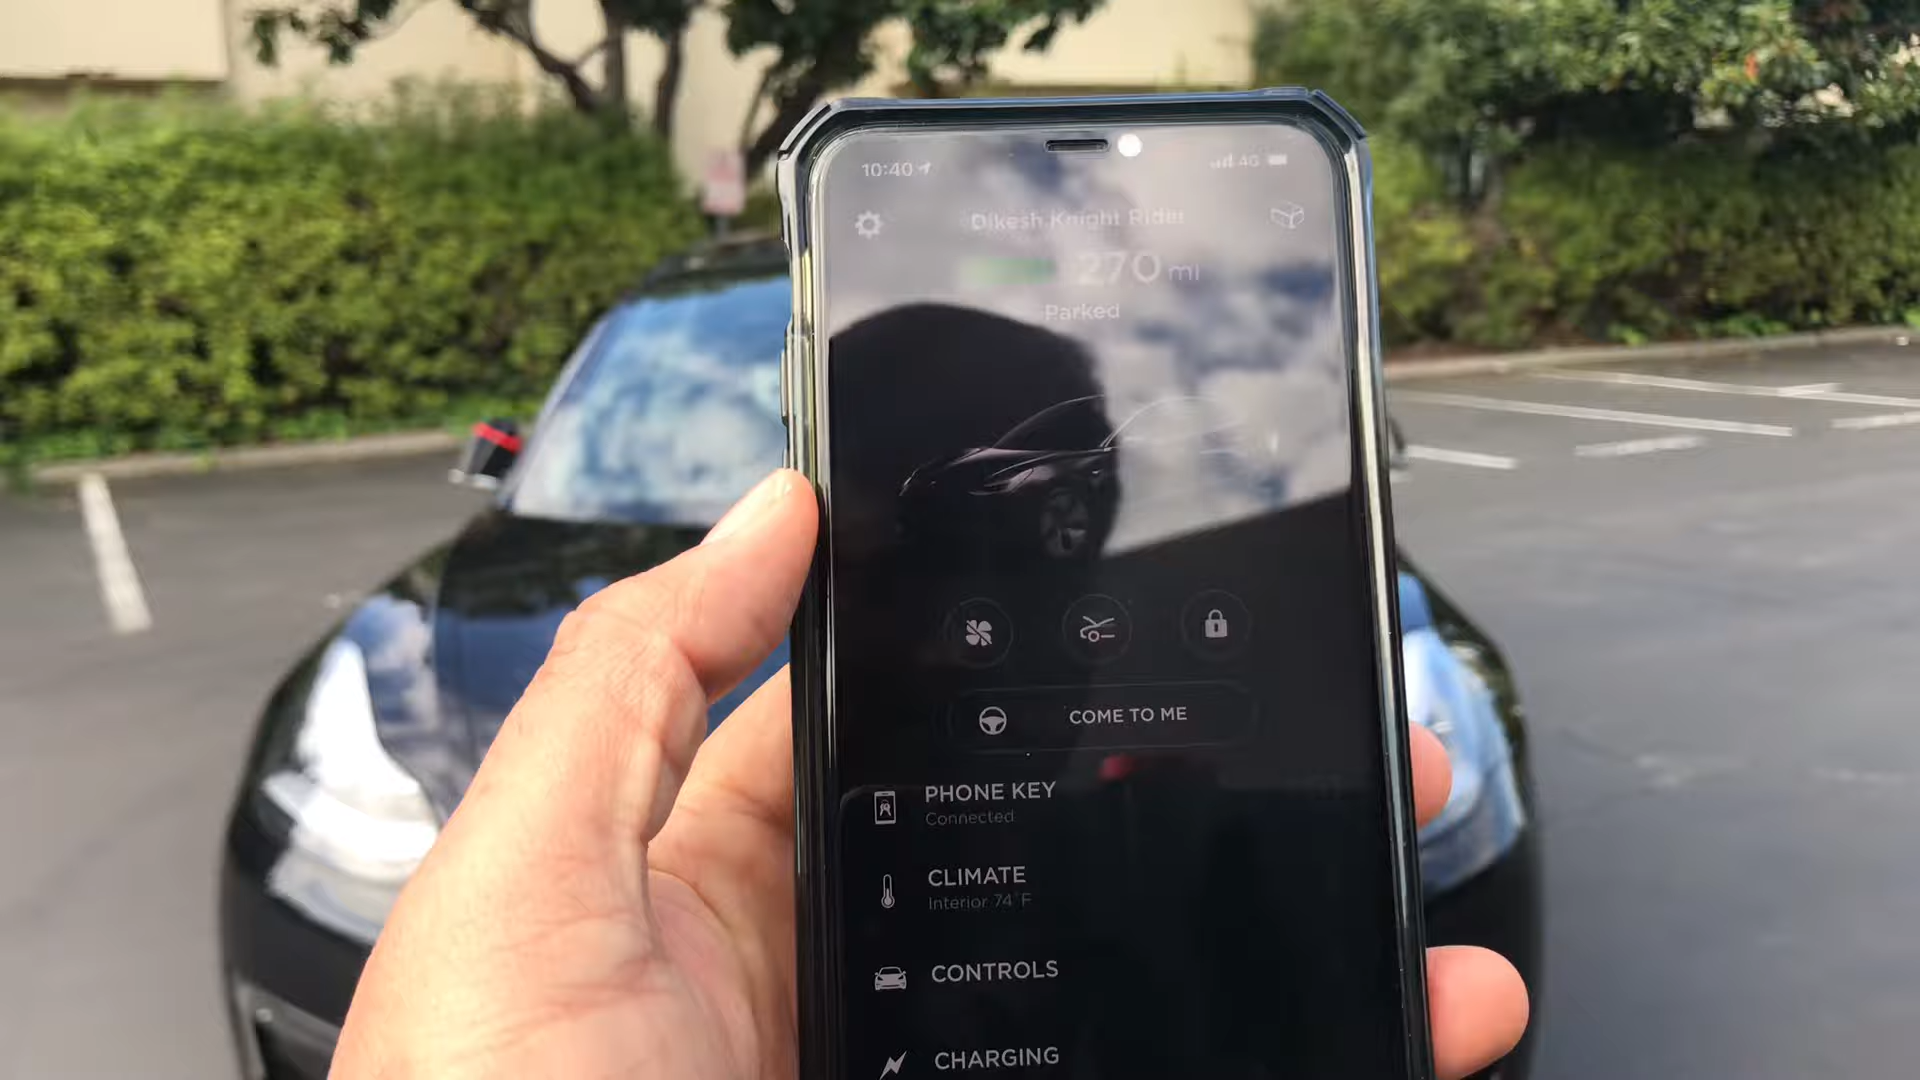 10:40 4G
Dikesh Knight Rider
270 mi
Parked
COME TO ME
PHONE KEY
Connected
CLIMATE
Interior 74°F
CONTROLS
CHARGING